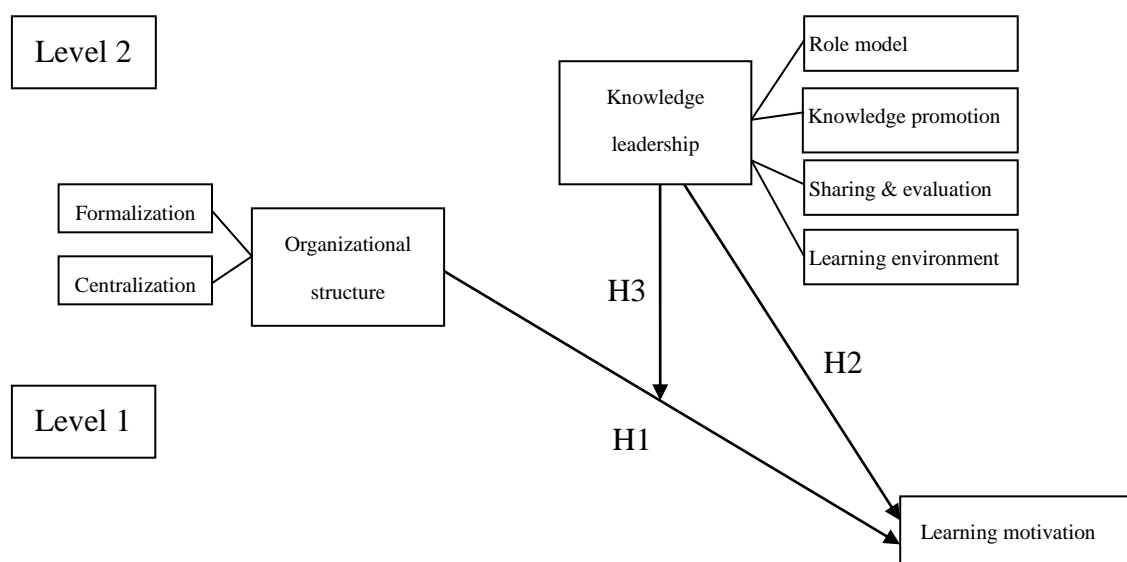 Level 2
Role model
Knowledge
leadership
Knowledge promotion
Sharing & evaluation
Formalization
Organizational
structure
Centralization
Learning environment
H3
H2
Level 1
H1
Learning motivation